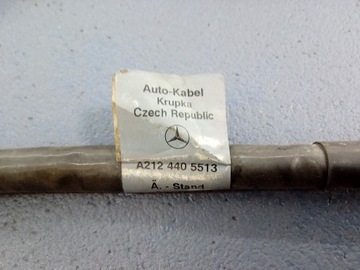 Auto-Kabel
Krupka
Czech Republic
A212 440 5513
Ä. - Stand